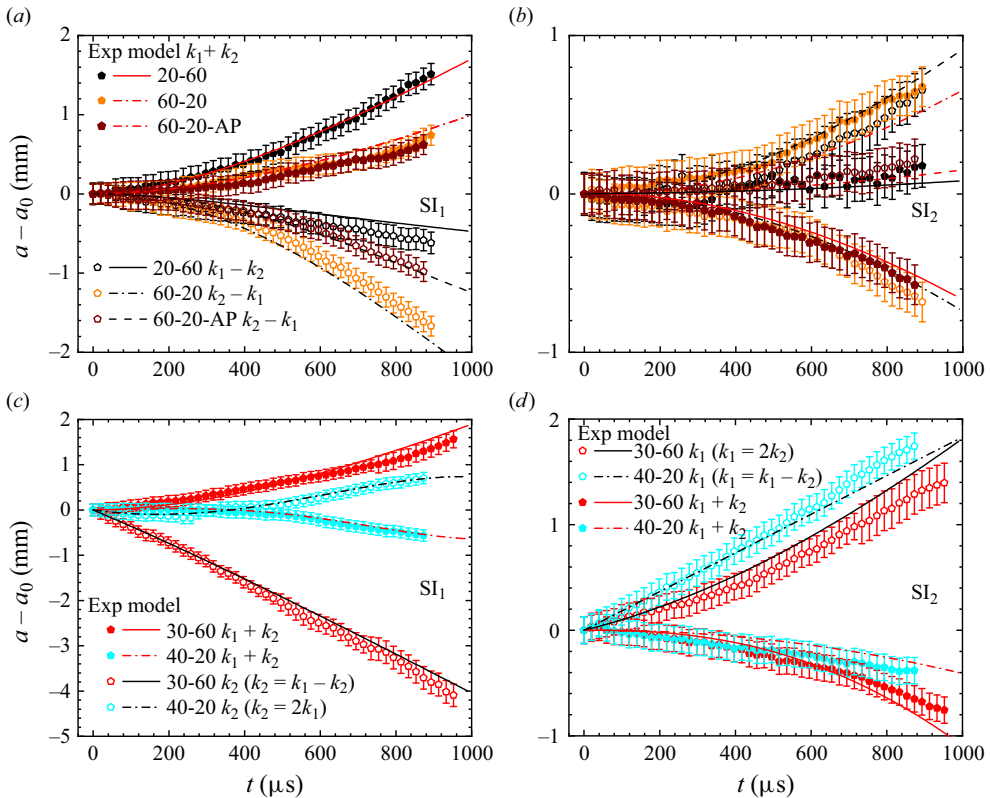 (a)
2
1
0
−1
−2
a − a0 (mm)
Exp model k1 + k2
20-60
60-20
60-20-AP
SI1
20-60 k1 − k2
60-20 k2 − k1
60-20-AP k2 − k1
0 200 400 600 800 1000
(b)
1
0
−1
SI2
0 200 400 600 800 1000
(c)
2
1
0
−1
−2
−3
−4
−5
a − a0 (mm)
SI1
Exp model
30-60 k1 + k2
40-20 k1 + k2
30-60 k2 (k2 = k1 − k2)
40-20 k2 (k2 = 2k1)
0 200 400 600 800 1000
t (μs)
(d)
2
1
0
−1
Exp model
30-60 k1 (k1 = 2k2)
40-20 k1 (k1 = k1 − k2)
30-60 k1 + k2
40-20 k1 + k2
SI2
0 200 400 600 800 1000
t (μs)